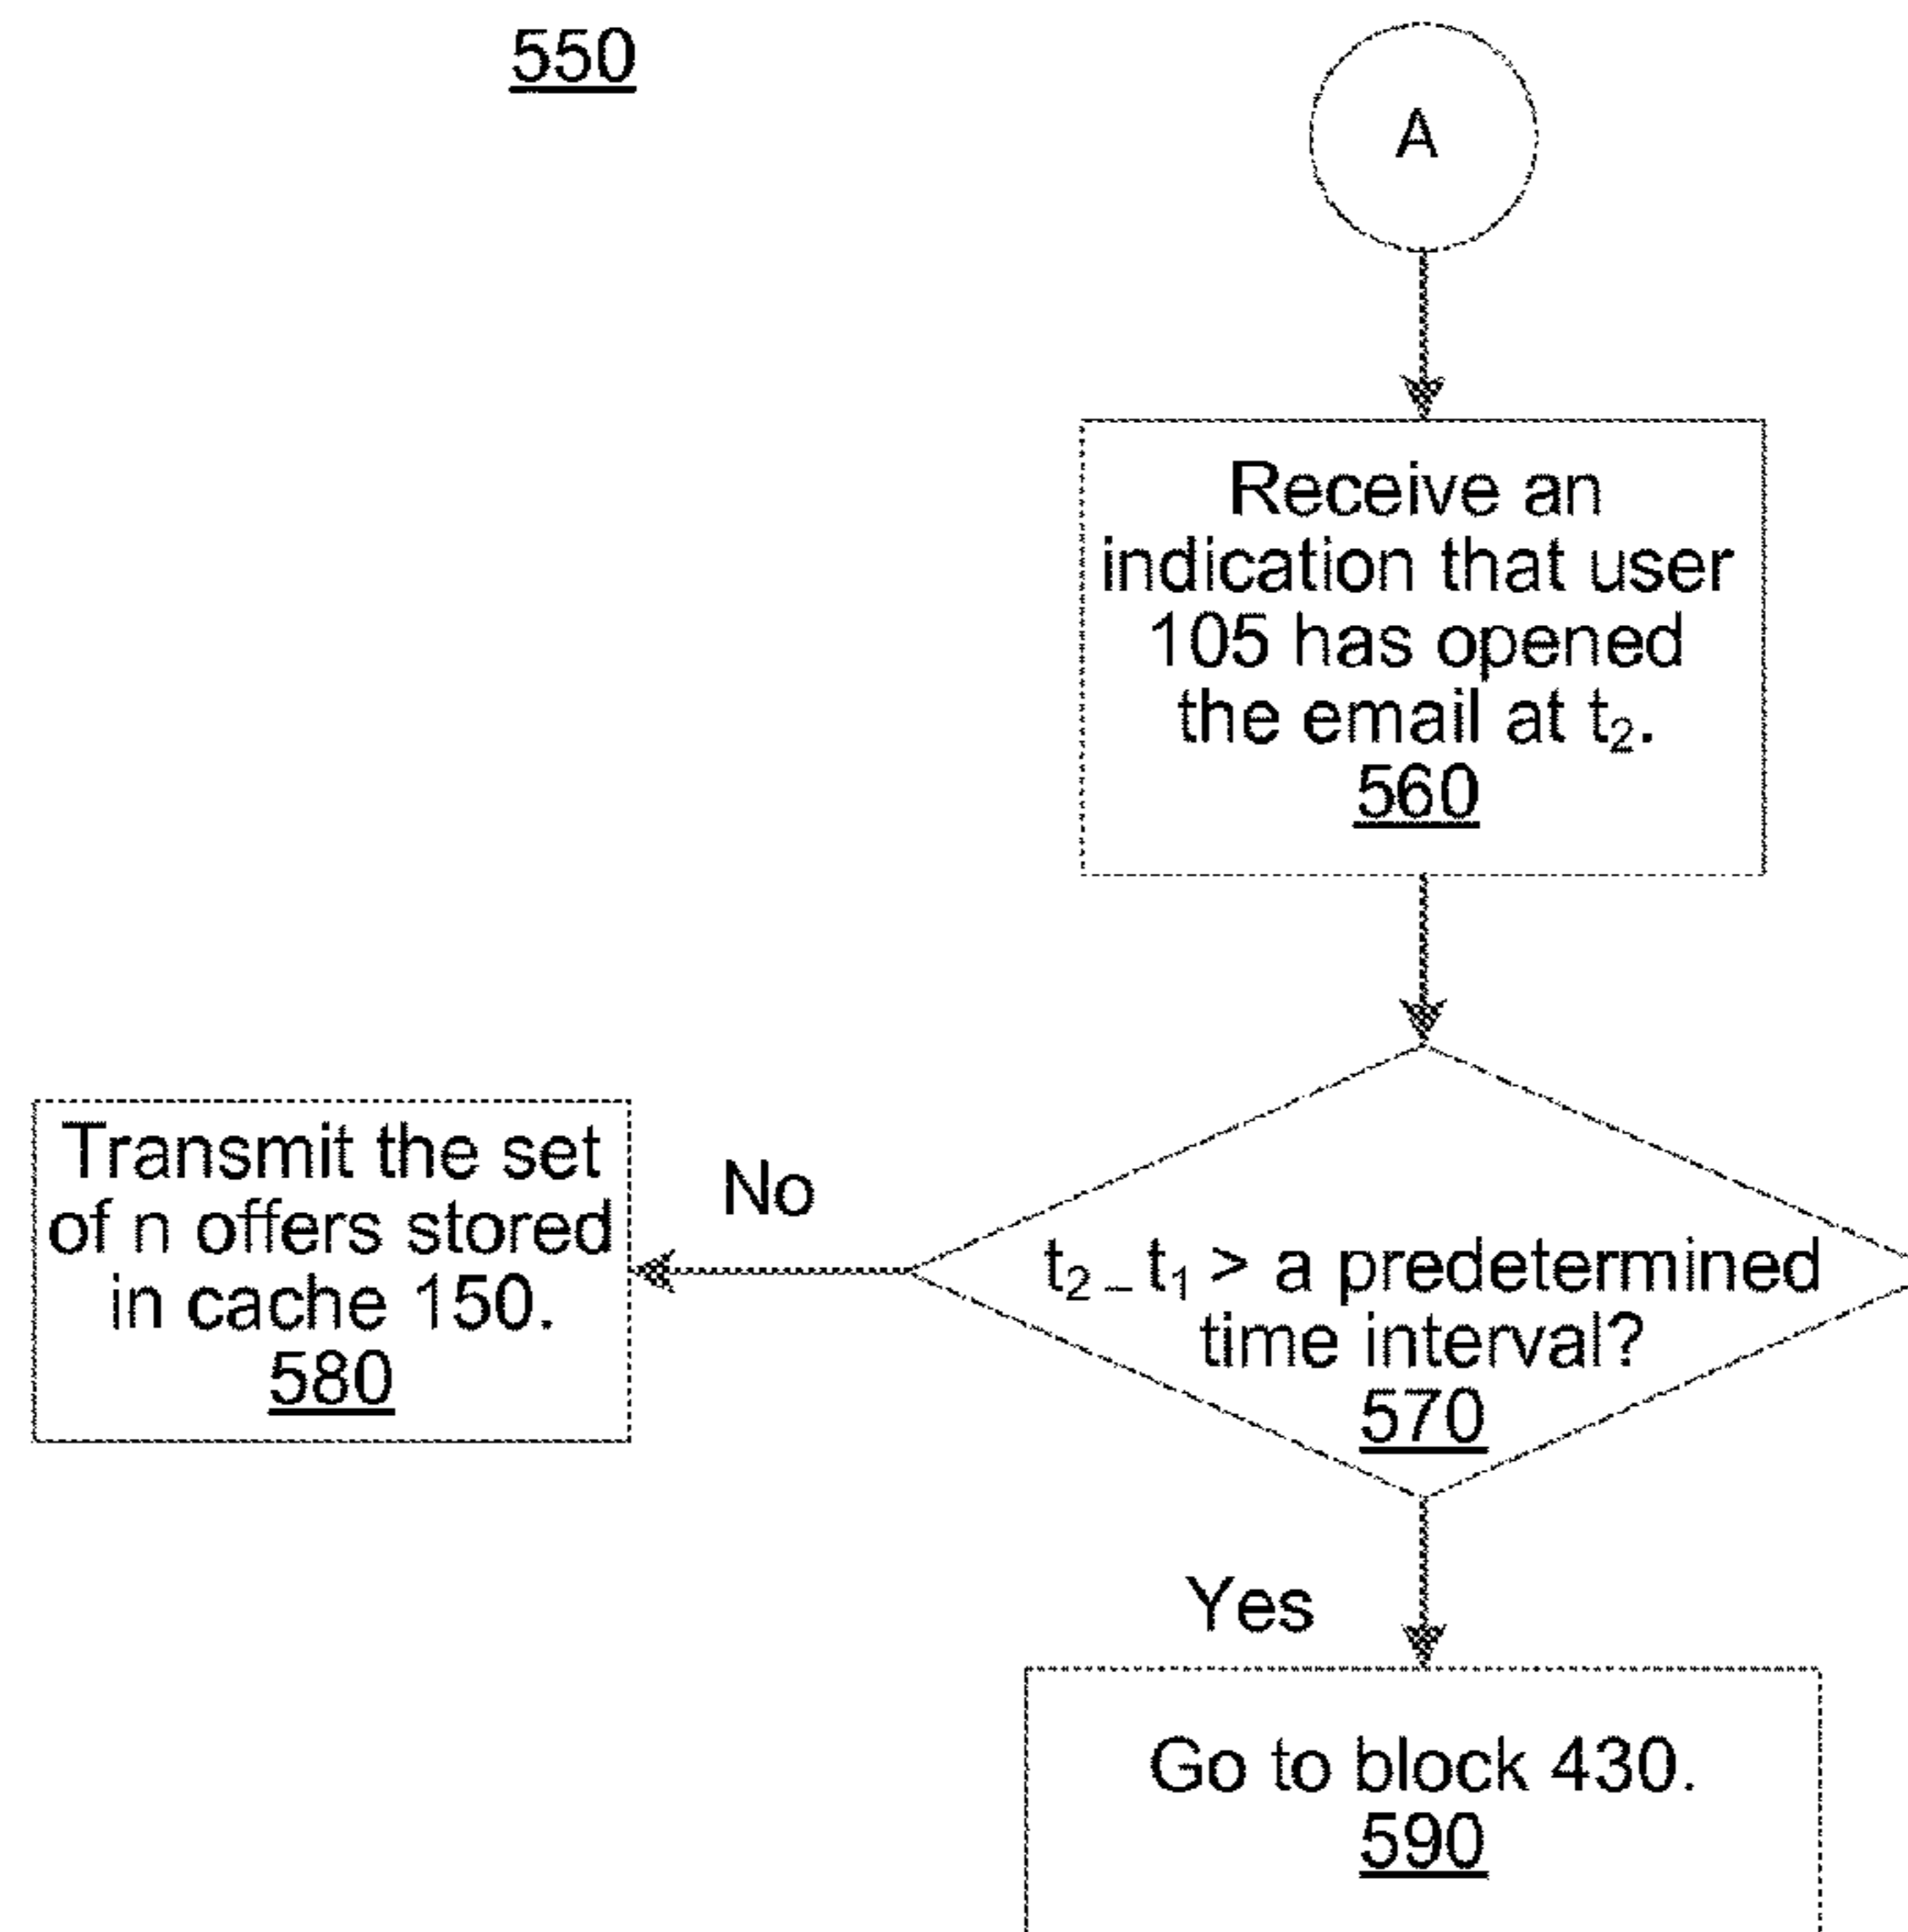 550
A
Receive an
indication that user
105 has opened
the email at t₂.
560
Transmit the set
of n offers stored
in cache 150.
580
No
t₂ – t₁ > a predetermined
time interval?
570
Yes
Go to block 430.
590